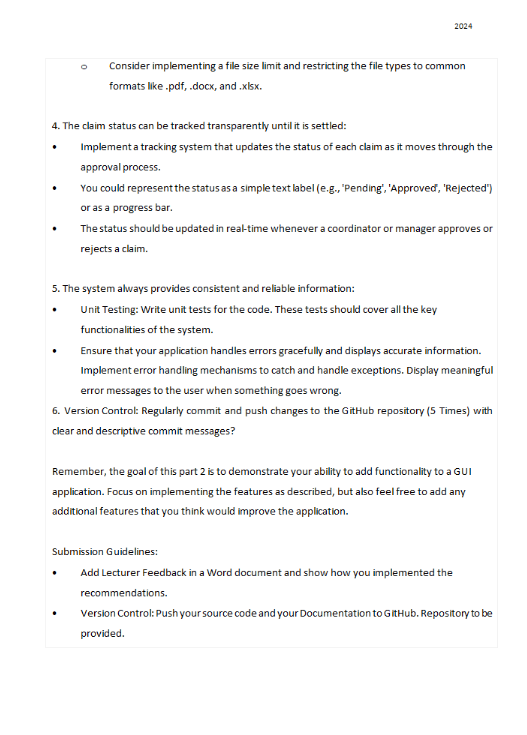 2024
o Consider implementing a file size limit and restricting the file types to common
formats like .pdf, .docx, and .xlsx.
4. The claim status can be tracked transparently until it is settled:
• Implement a tracking system that updates the status of each claim as it moves through the
approval process.
• You could represent the status as a simple text label (e.g., 'Pending', 'Approved', 'Rejected')
or as a progress bar.
• The status should be updated in real-time whenever a coordinator or manager approves or
rejects a claim.
5. The system always provides consistent and reliable information:
• Unit Testing: Write unit tests for the code. These tests should cover all the key
functionalities of the system.
• Ensure that your application handles errors gracefully and displays accurate information.
Implement error handling mechanisms to catch and handle exceptions. Display meaningful
error messages to the user when something goes wrong.
6. Version Control: Regularly commit and push changes to the GitHub repository (5 Times) with
clear and descriptive commit messages?
Remember, the goal of this part 2 is to demonstrate your ability to add functionality to a GUI
application. Focus on implementing the features as described, but also feel free to add any
additional features that you think would improve the application.
Submission Guidelines:
• Add Lecturer Feedback in a Word document and show how you implemented the
recommendations.
• Version Control: Push your source code and your Documentation to GitHub. Repository to be
provided.